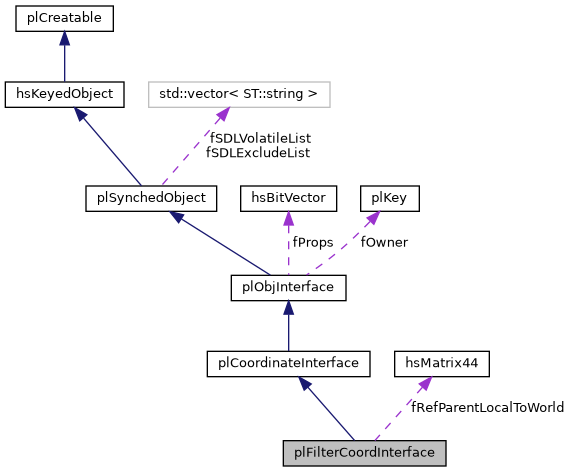 plCreatable
hsKeyedObject
std::vector< ST::string >
fSDLVolatileList
fSDLExcludeList
plSynchedObject
hsBitVector
plKey
fProps
fOwner
plObjInterface
plCoordinateInterface
hsMatrix44
fRefParentLocalToWorld
plFilterCoordInterface